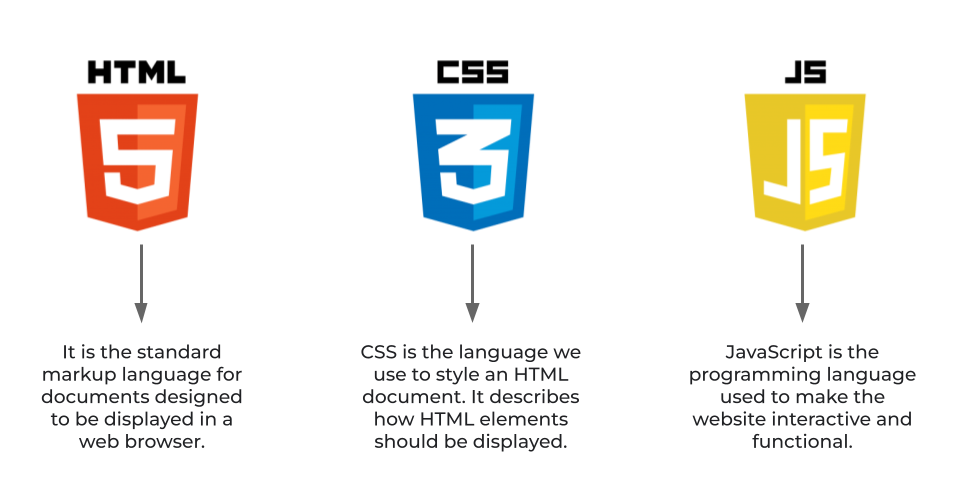 HTML
CSS
JS
5
3
JS
It is the standard
markup language for
documents designed
to be displayed in a
web browser.
CSS is the language we
use to style an HTML
document. It describes
how HTML elements
should be displayed.
JavaScript is the
programming language
used to make the
website interactive and
functional.